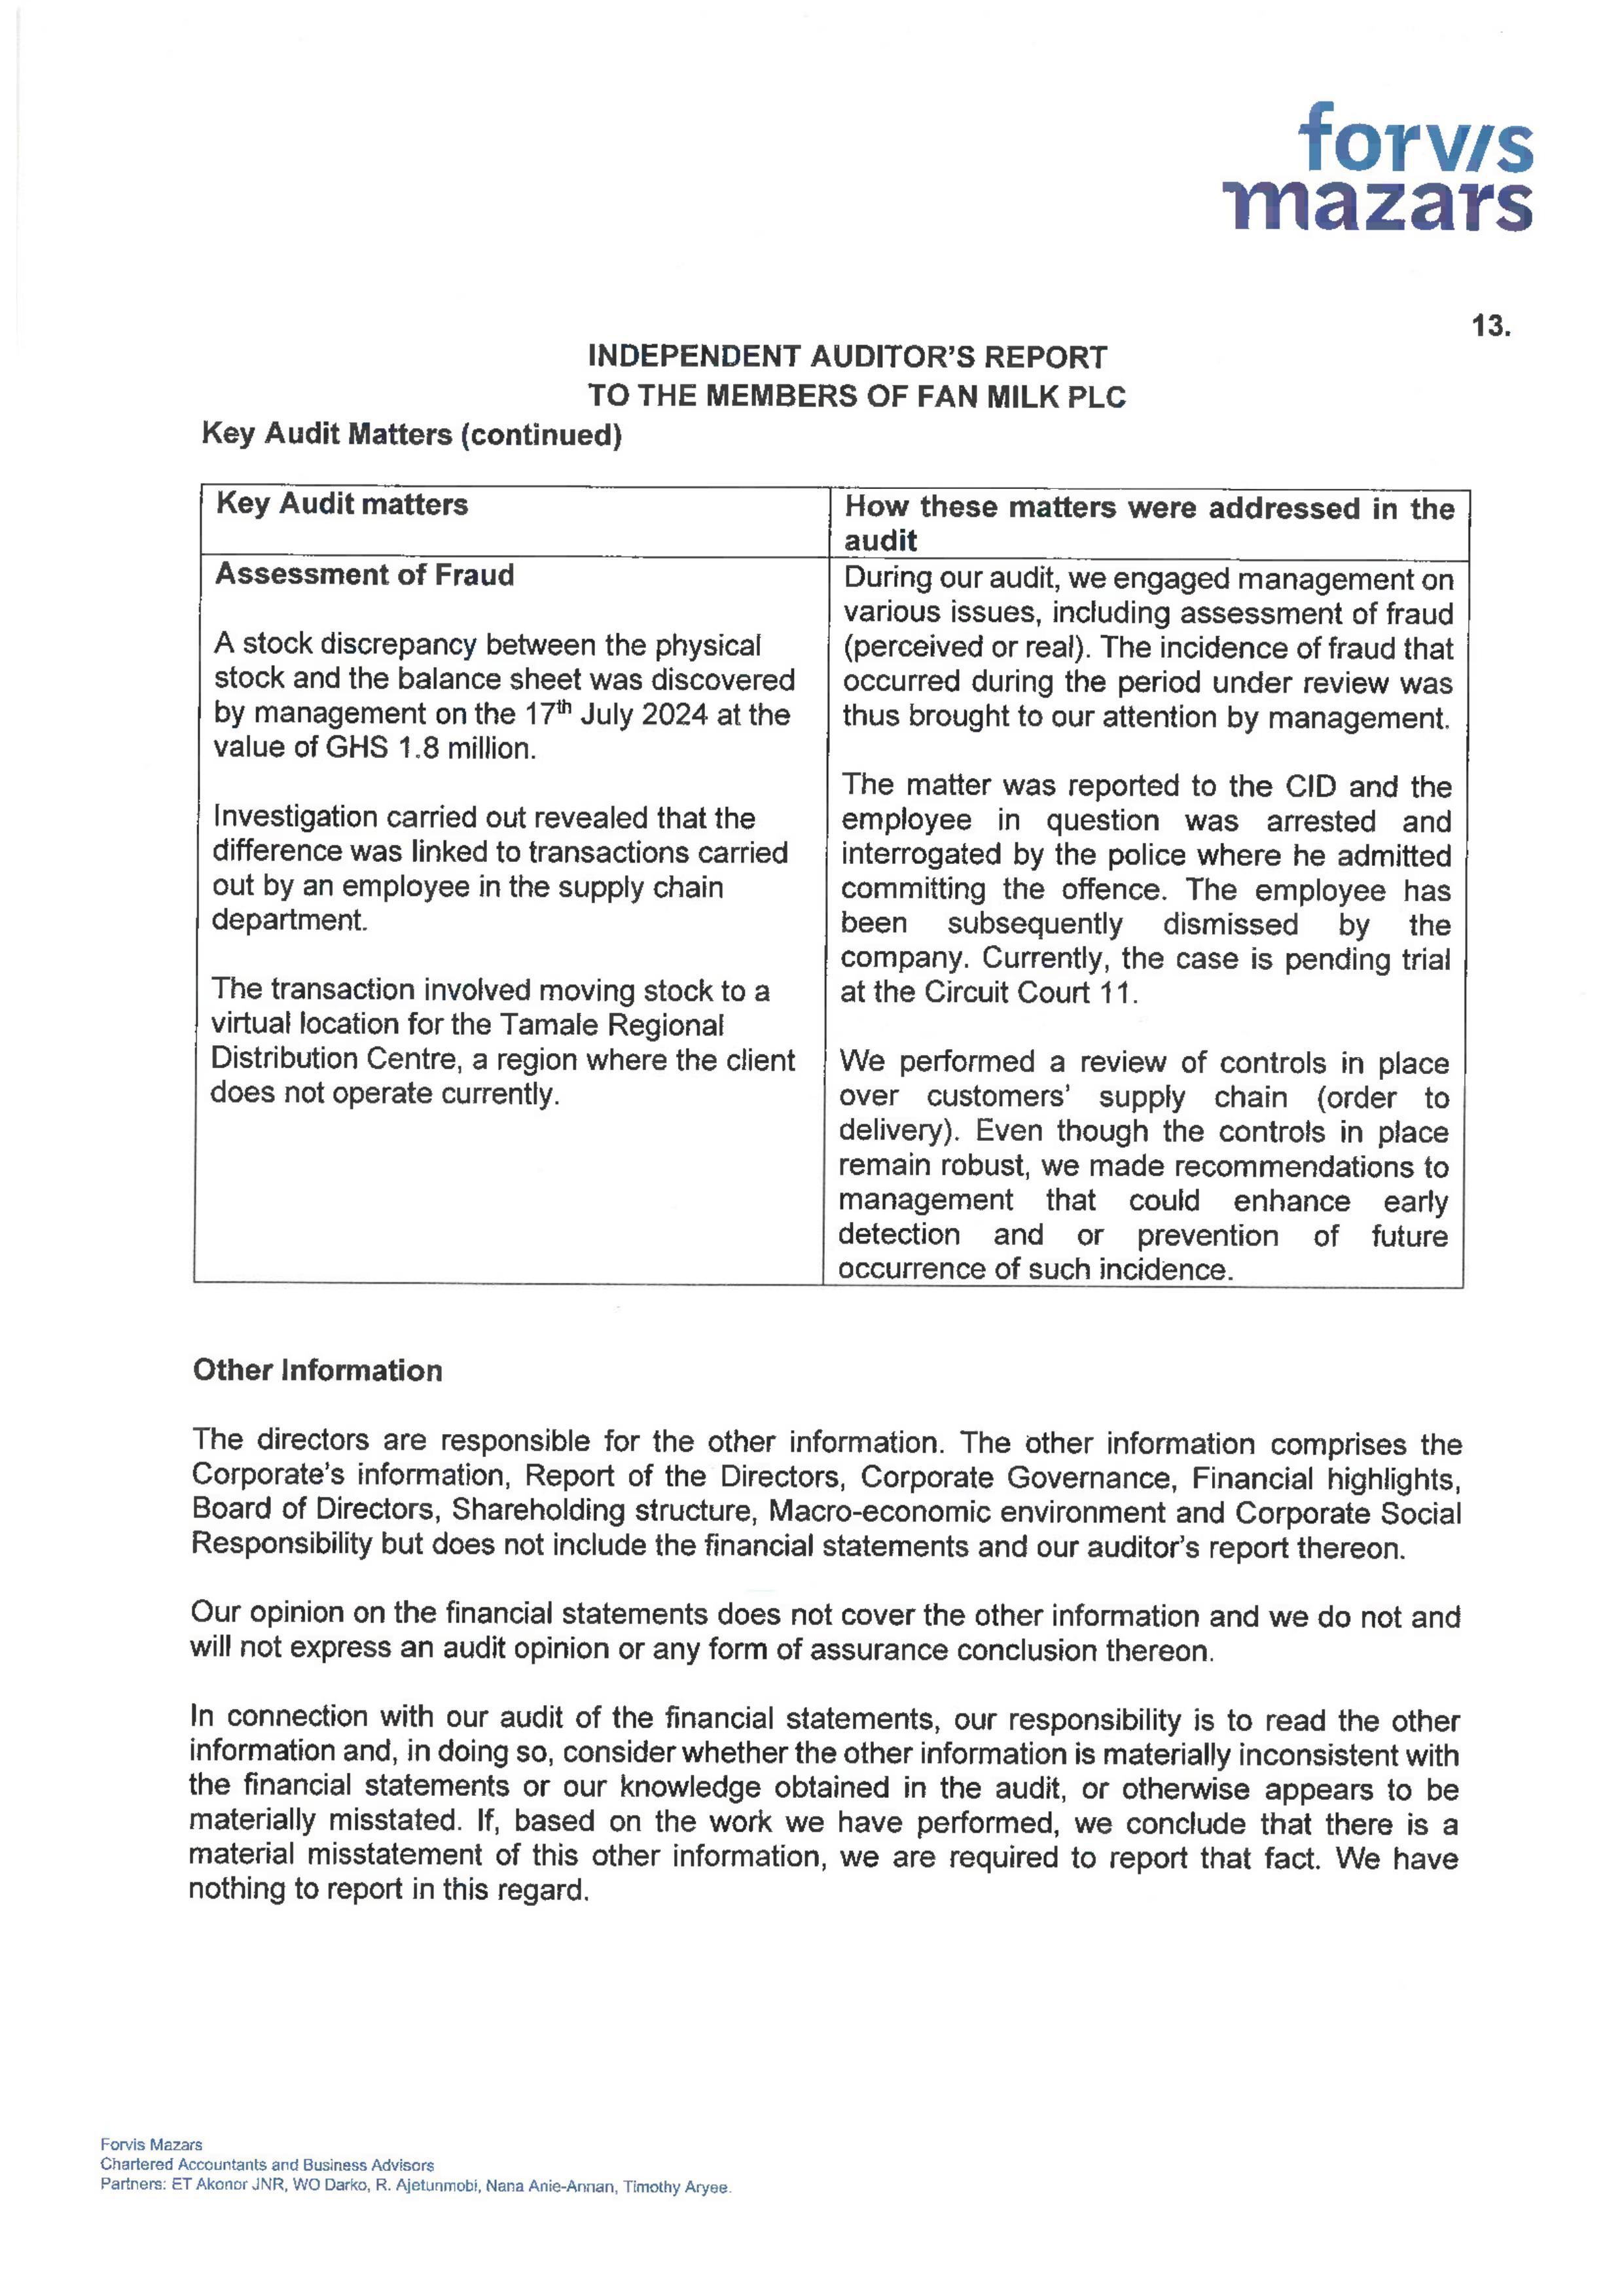 forvis
mazars
13.
INDEPENDENT AUDITOR'S REPORT
TO THE MEMBERS OF FAN MILK PLC
Key Audit Matters (continued)
Key Audit matters
How these matters were addressed in the
audit
Assessment of Fraud
A stock discrepancy between the physical
stock and the balance sheet was discovered
by management on the 17th July 2024 at the
value of GHS 1.8 million.
Investigation carried out revealed that the
difference was linked to transactions carried
out by an employee in the supply chain
department.
The transaction involved moving stock to a
virtual location for the Tamale Regional
Distribution Centre, a region where the client
does not operate currently.
During our audit, we engaged management on
various issues, including assessment of fraud
(perceived or real). The incidence of fraud that
occurred during the period under review was
thus brought to our attention by management.
The matter was reported to the CID and the
employee in question was arrested and
interrogated by the police where he admitted
committing the offence. The employee has
been subsequently dismissed by the
company. Currently, the case is pending trial
at the Circuit Court 11.
We performed a review of controls in place
over customers' supply chain (order to
delivery). Even though the controls in place
remain robust, we made recommendations to
management that could enhance early
detection and or prevention of future
occurrence of such incidence.
Other Information
The directors are responsible for the other information. The other information comprises the
Corporate's information, Report of the Directors, Corporate Governance, Financial highlights,
Board of Directors, Shareholding structure, Macro-economic environment and Corporate Social
Responsibility but does not include the financial statements and our auditor's report thereon.
Our opinion on the financial statements does not cover the other information and we do not and
will not express an audit opinion or any form of assurance conclusion thereon.
In connection with our audit of the financial statements, our responsibility is to read the other
information and, in doing so, consider whether the other information is materially inconsistent with
the financial statements or our knowledge obtained in the audit, or otherwise appears to be
materially misstated. If, based on the work we have performed, we conclude that there is a
material misstatement of this other information, we are required to report that fact. We have
nothing to report in this regard.
Forvis Mazars
Chartered Accountants and Business Advisors
Partners: ET Akonor JNR, WO Darko, R. Ajetunmobi, Nana Anie-Annan, Timothy Aryee.